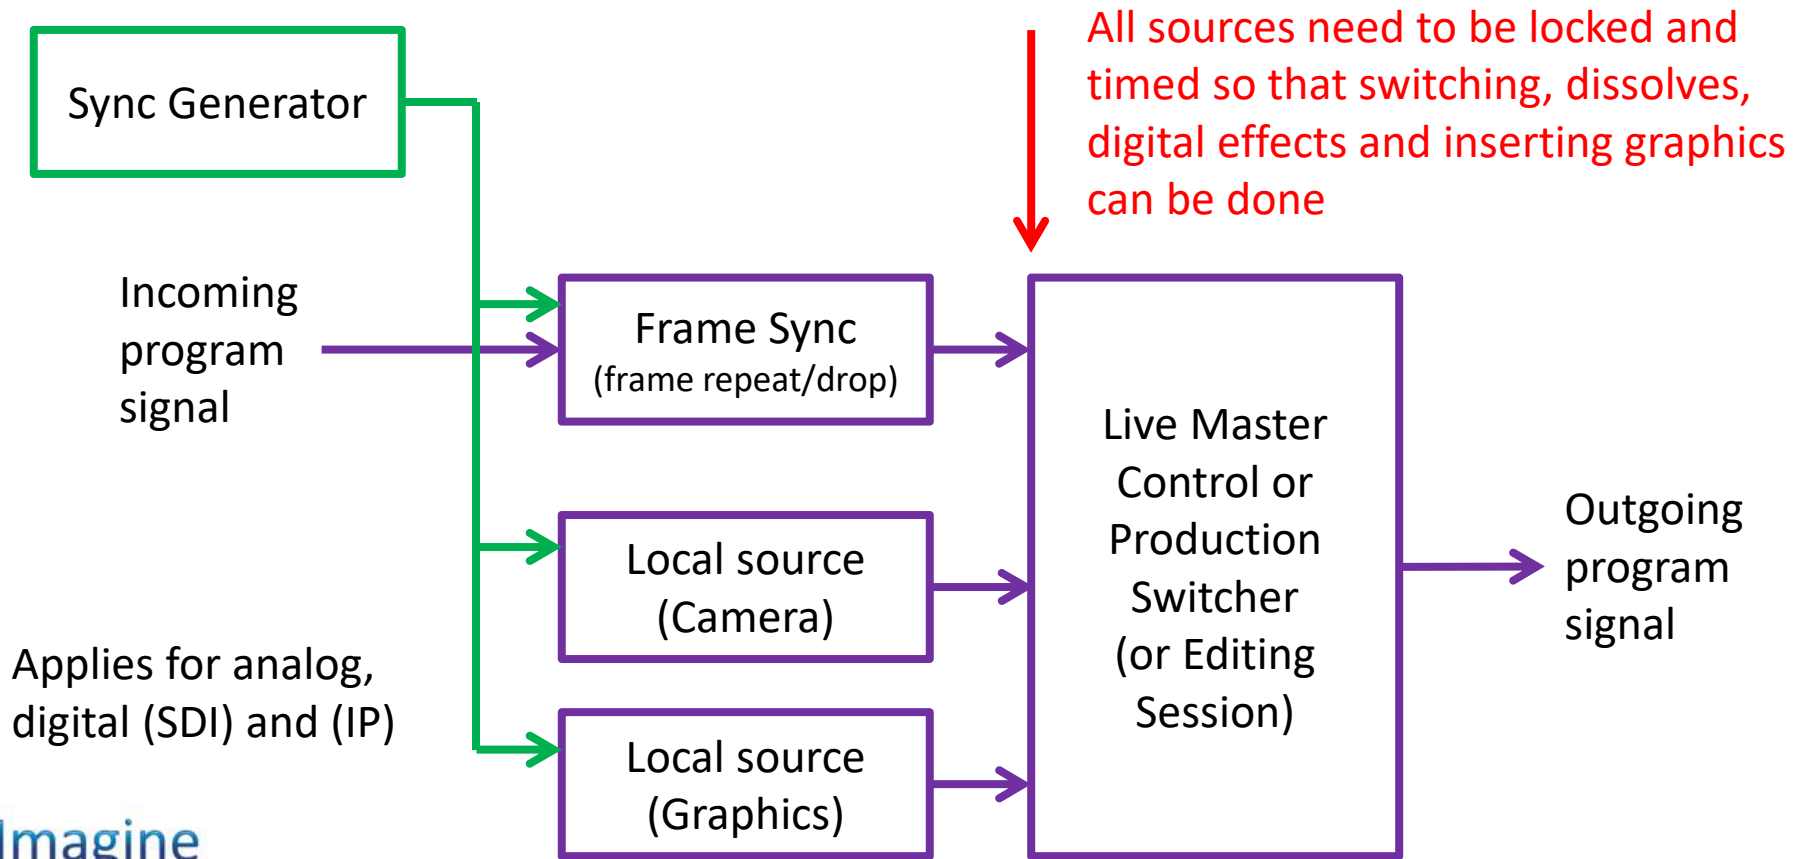 Sync Generator
All sources need to be locked and
timed so that switching, dissolves,
digital effects and inserting graphics
can be done
Incoming
program
signal
Frame Sync
(frame repeat/drop)
Live Master
Control or
Production
Switcher
(or Editing
Session)
Outgoing
program
signal
Local source
(Camera)
Applies for analog,
digital (SDI) and (IP)
Local source
(Graphics)
Imagine